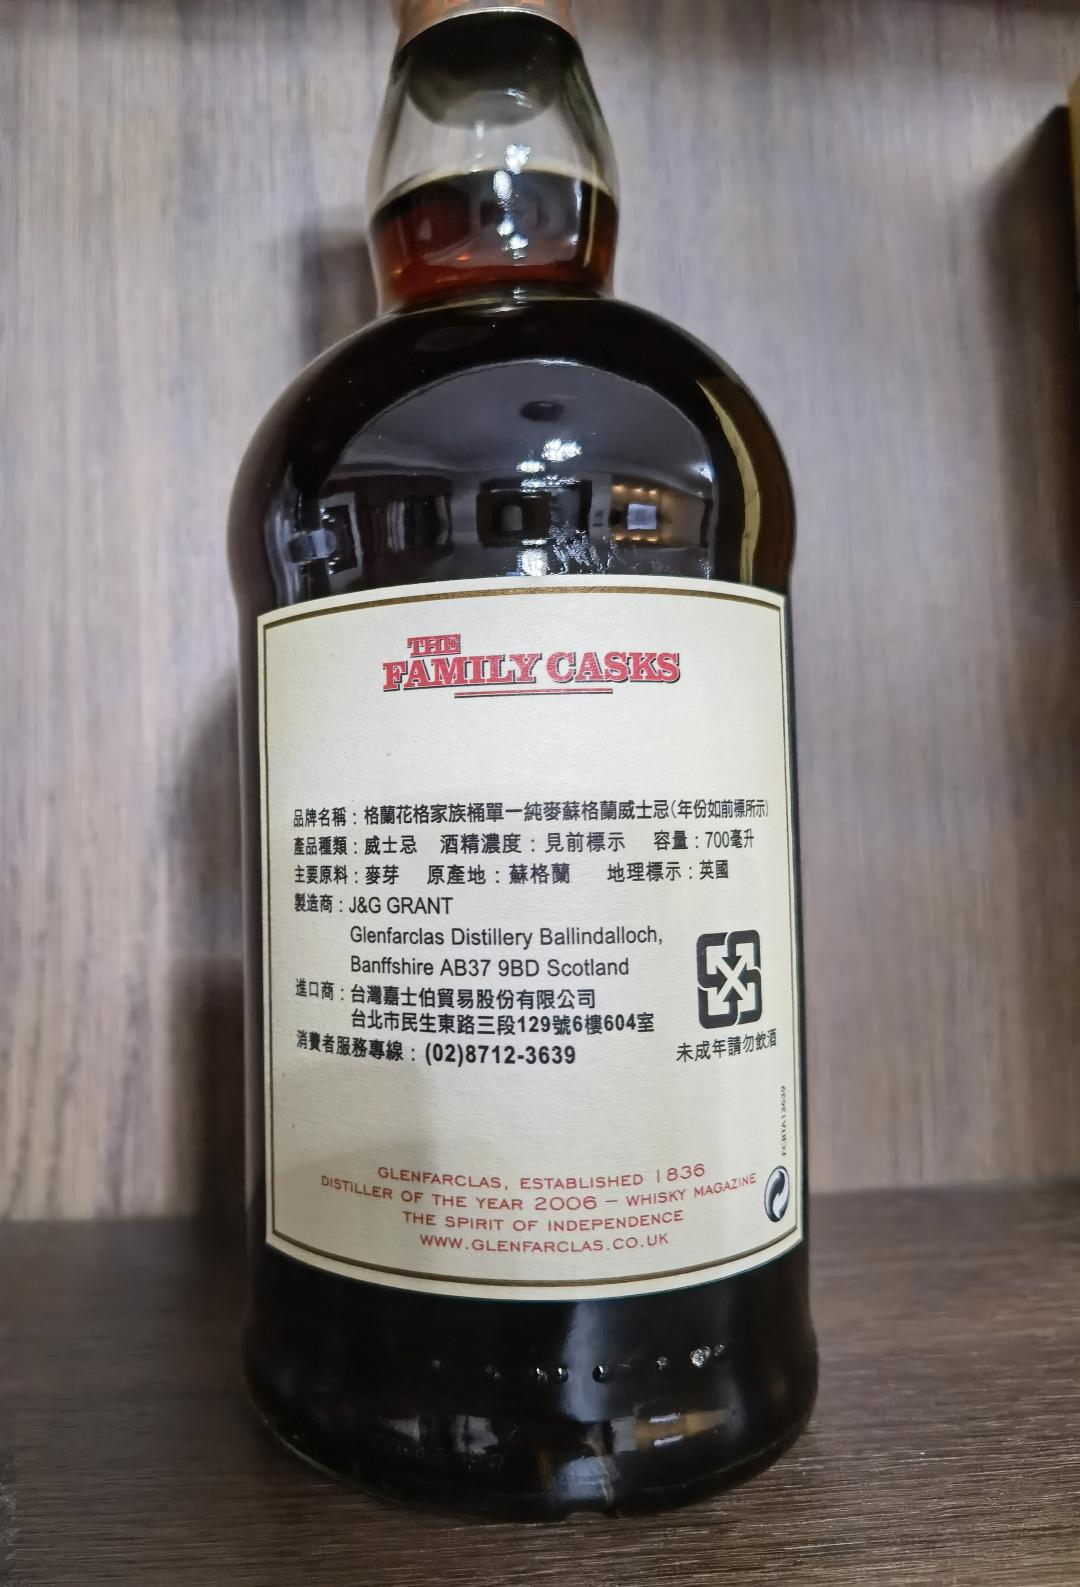 THE
FAMILY CASKS
品牌名稱：格蘭花格家族桶單一純麥蘇格蘭威士忌(年份如前標所示)
產品種類：威士忌 酒精濃度：見前標示 容量：700毫升
主要原料：麥芽 原產地：蘇格蘭 地理標示：英國
製造商：J&G GRANT
Glenfarclas Distillery Ballindalloch,
Banffshire AB37 9BD Scotland
進口商：台灣嘉士伯貿易股份有限公司
台北市民生東路三段129號6樓604室
消費者服務專線：(02)8712-3639
未成年請勿飲酒
FCBTA13639
GLENFARCLAS, ESTABLISHED 1836
DISTILLER OF THE YEAR 2006 – WHISKY MAGAZINE
THE SPIRIT OF INDEPENDENCE
WWW.GLENFARCLAS.CO.UK